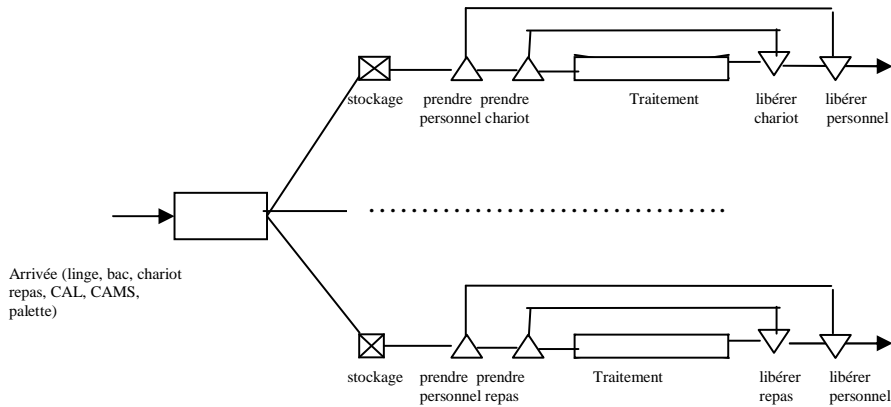 stockage
prendre prendre
personnel chariot
Traitement
libérer
chariot
libérer
personnel
Arrivée (linge, bac, chariot
repas, CAL, CAMS,
palette)
stockage
prendre prendre
personnel repas
Traitement
libérer
repas
libérer
personnel